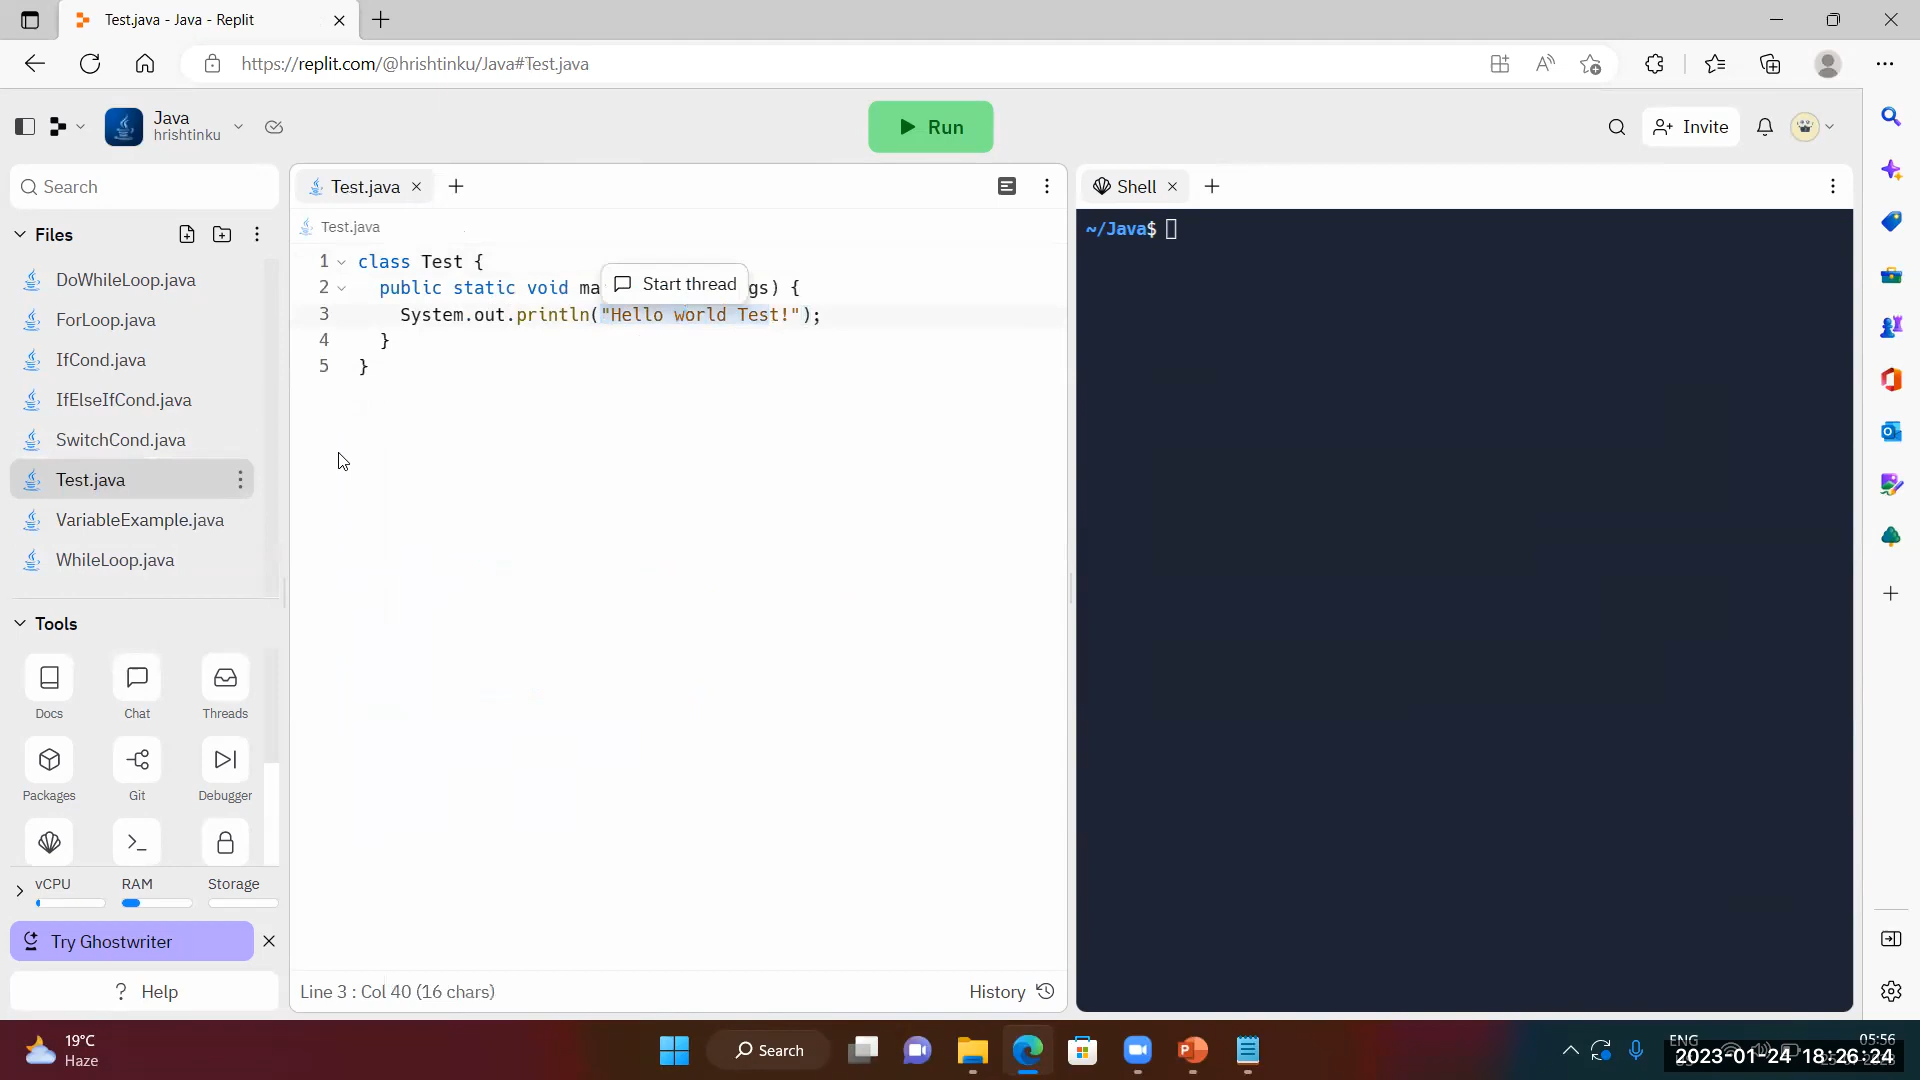 Test.java - Java - Replit
https://replit.com/@hrishtinku/Java#Test.java
Java
hrishtinku
Run
Invite
Search
Files
DoWhileLoop.java
ForLoop.java
IfCond.java
IfElseIfCond.java
SwitchCond.java
Test.java
VariableExample.java
WhileLoop.java
Tools
Docs
Chat
Threads
Packages
Git
Debugger
vCPU
RAM
Storage
Try Ghostwriter
? Help
Test.java
Test.java
1 class Test {
2 public static void ma
Start thread
gs) {
3 System.out.println("Hello world Test!");
4 }
5 }
Line 3 : Col 40 (16 chars)
History
Shell
~/Java$
19°C
Haze
Search
ENG
05:56
2023-01-24 18:26:24